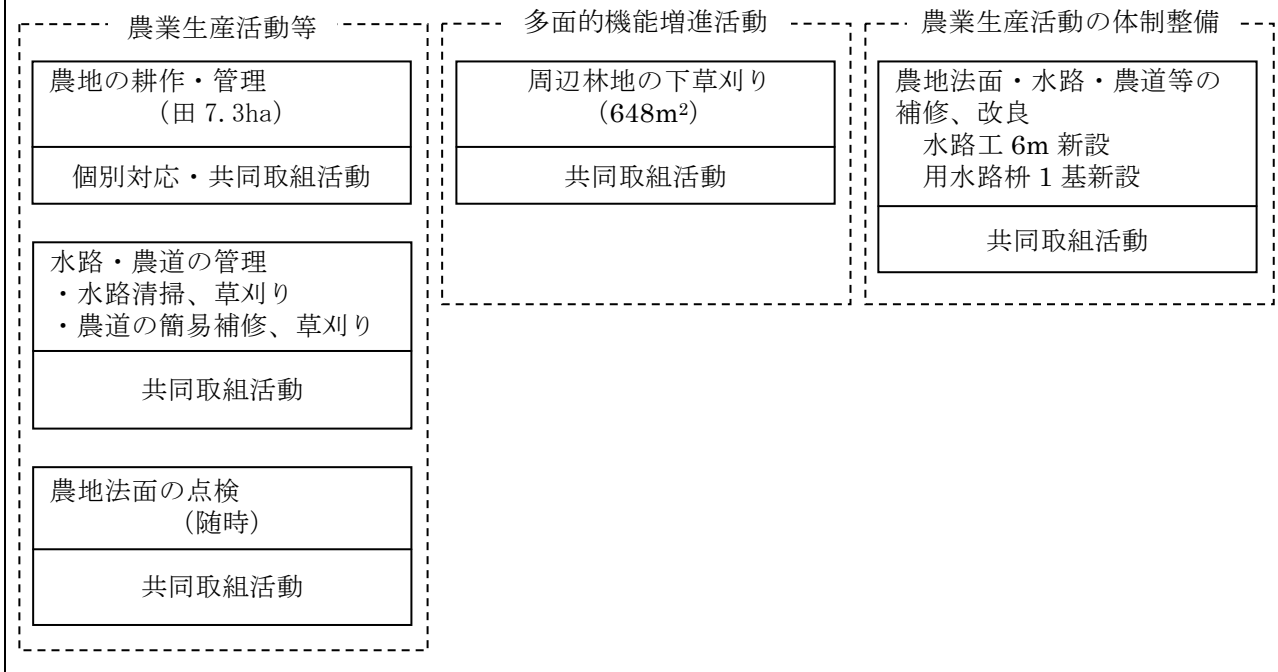 農業生産活動等
農地の耕作・管理
（田 7.3ha）
個別対応・共同取組活動
水路・農道の管理
・水路清掃、草刈り
・農道の簡易補修、草刈り
共同取組活動
農地法面の点検
（随時）
共同取組活動
多面的機能増進活動
周辺林地の下草刈り
（648m²）
共同取組活動
農業生産活動の体制整備
農地法面・水路・農道等の
補修、改良
水路工 6m 新設
用水路枡 1 基新設
共同取組活動